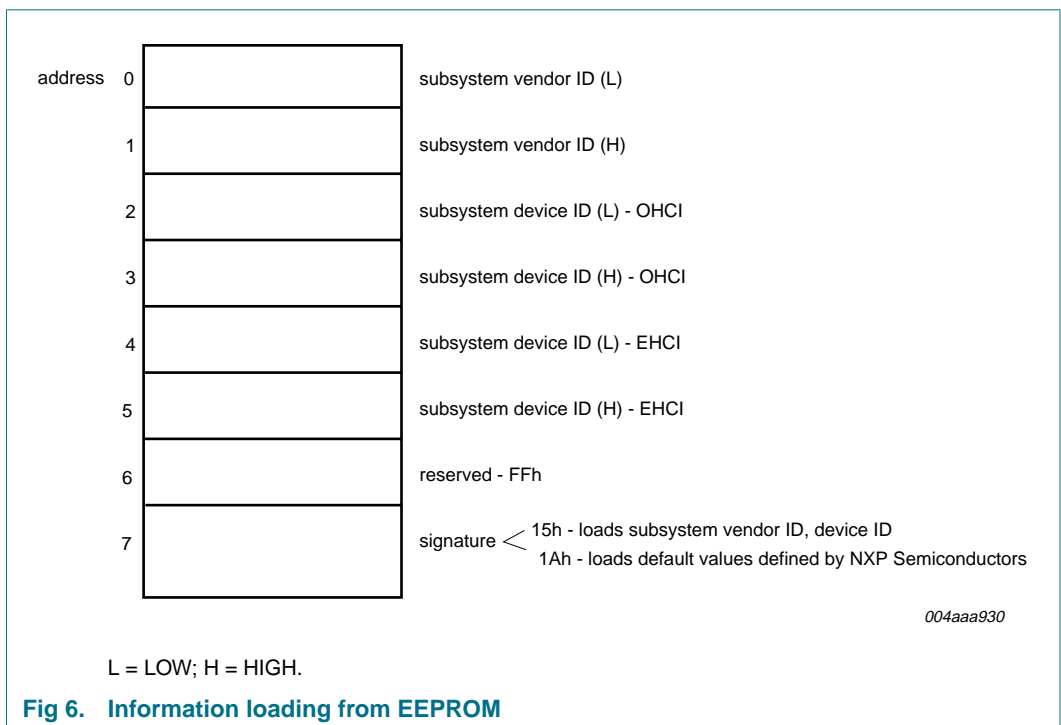 address 0 subsystem vendor ID (L)
1 subsystem vendor ID (H)
2 subsystem device ID (L) - OHCI
3 subsystem device ID (H) - OHCI
4 subsystem device ID (L) - EHCI
5 subsystem device ID (H) - EHCI
6 reserved - FFh
7 signature 15h - loads subsystem vendor ID, device ID
1Ah - loads default values defined by NXP Semiconductors
004aaa930
L = LOW; H = HIGH.
Fig 6. Information loading from EEPROM